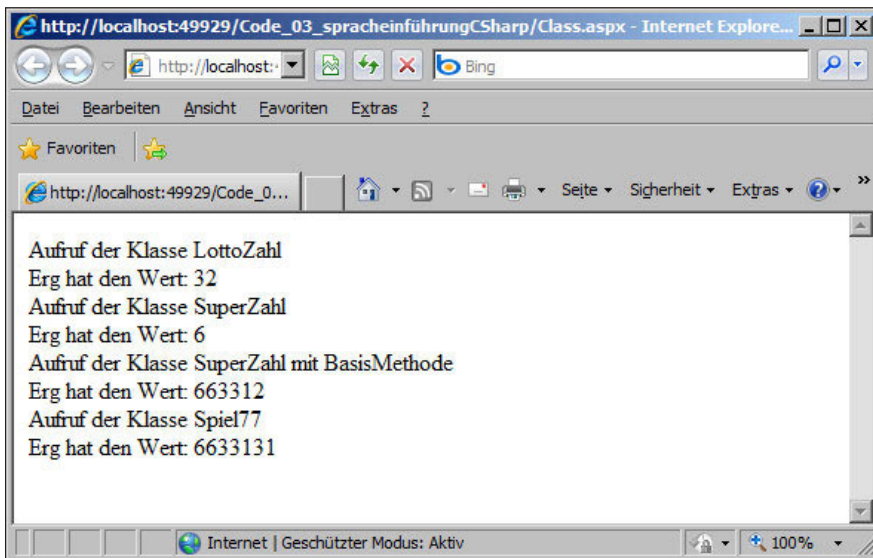 http://localhost:49929/Code_03_spracheinführungCSharp/Class.aspx - Internet Explore...
http://localhost:
Bing
Datei Bearbeiten Ansicht Favoriten Extras ?
Favoriten
http://localhost:49929/Code_0...
Seite Sicherheit Extras »
Aufruf der Klasse LottoZahl
Erg hat den Wert: 32
Aufruf der Klasse SuperZahl
Erg hat den Wert: 6
Aufruf der Klasse SuperZahl mit BasisMethode
Erg hat den Wert: 663312
Aufruf der Klasse Spiel77
Erg hat den Wert: 6633131
Internet | Geschützter Modus: Aktiv
100%